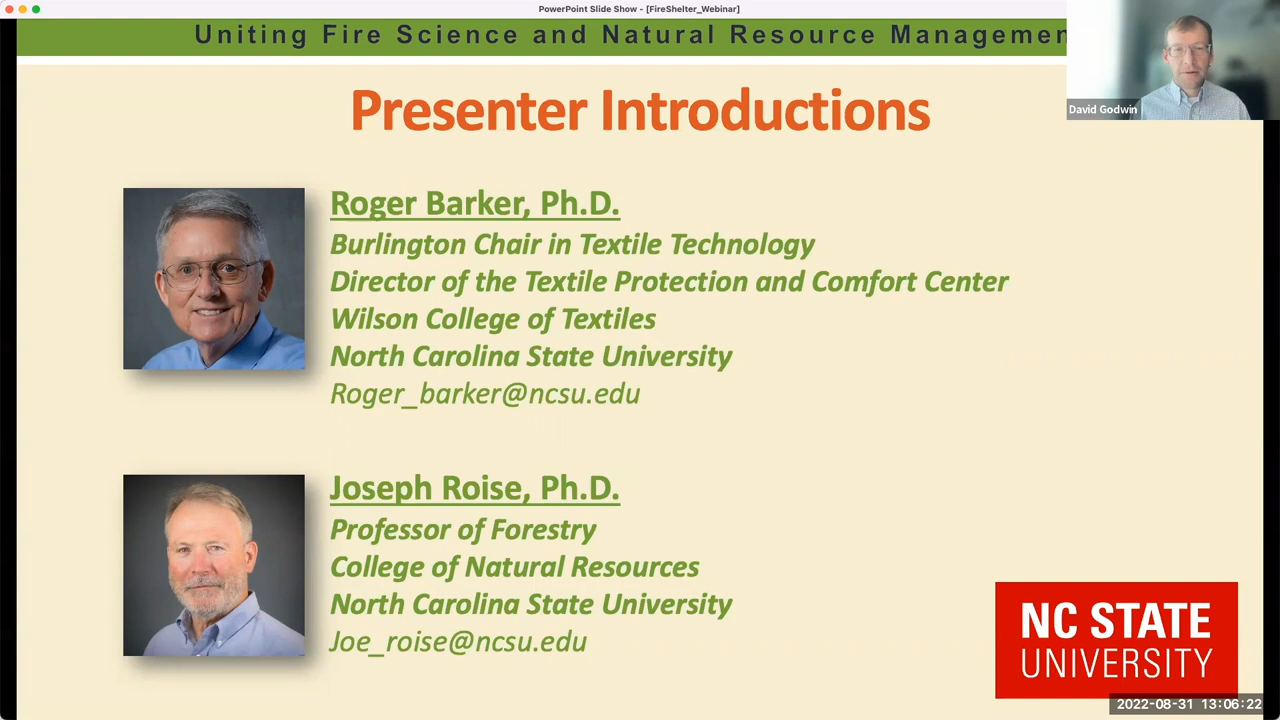 PowerPoint Slide Show - [FireShelter_Webinar]
Uniting Fire Science and Natural Resource Managemen
David Godwin
Presenter Introductions
Roger Barker, Ph.D.
Burlington Chair in Textile Technology
Director of the Textile Protection and Comfort Center
Wilson College of Textiles
North Carolina State University
Roger_barker@ncsu.edu
Joseph Roise, Ph.D.
Professor of Forestry
College of Natural Resources
North Carolina State University
Joe_roise@ncsu.edu
NC STATE
UNIVERSITY
2022-08-31 13:06:22